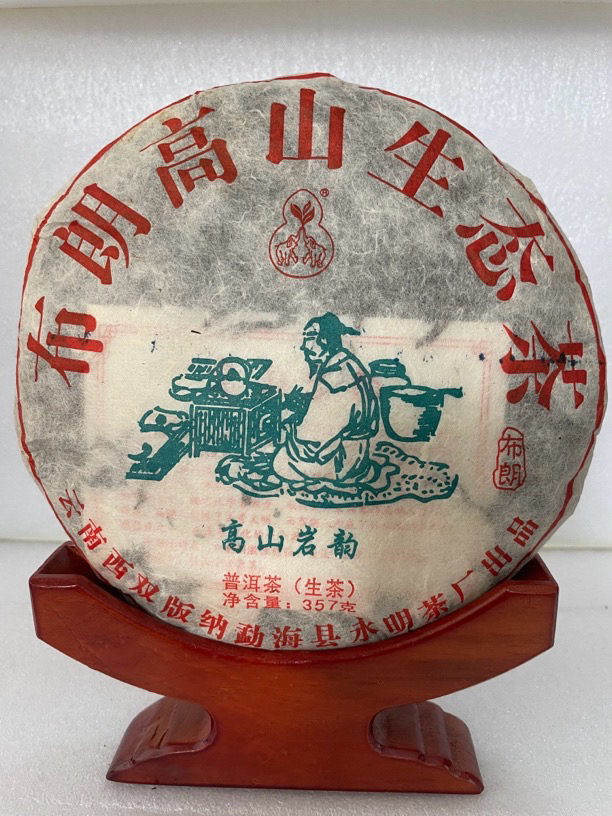 布朗高山生态茶
®
布朗
高山岩韵
普洱茶（生茶）
净含量：357克
云南西双版纳勐海县永明茶厂出品